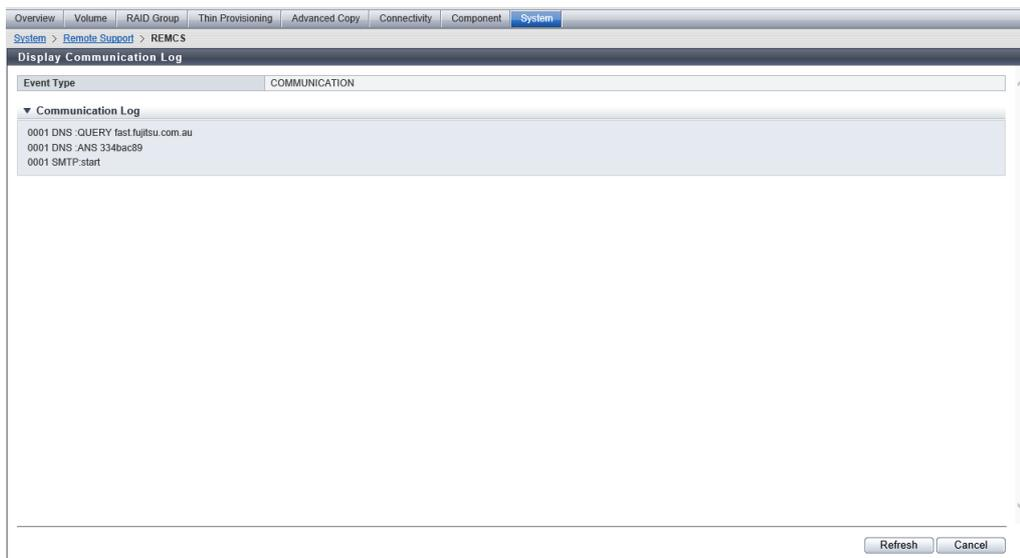 Overview Volume RAID Group Thin Provisioning Advanced Copy Connectivity Component System
System > Remote Support > REMCS
Display Communication Log
Event Type COMMUNICATION
▼ Communication Log
0001 DNS :QUERY fast.fujitsu.com.au
0001 DNS :ANS 334bac89
0001 SMTP:start
Refresh Cancel